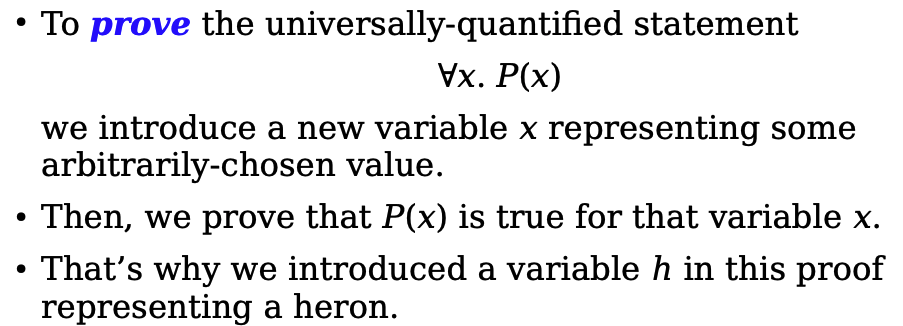 • To prove the universally-quantified statement
∀x. P(x)
we introduce a new variable x representing some
arbitrarily-chosen value.
• Then, we prove that P(x) is true for that variable x.
• That’s why we introduced a variable h in this proof
representing a heron.